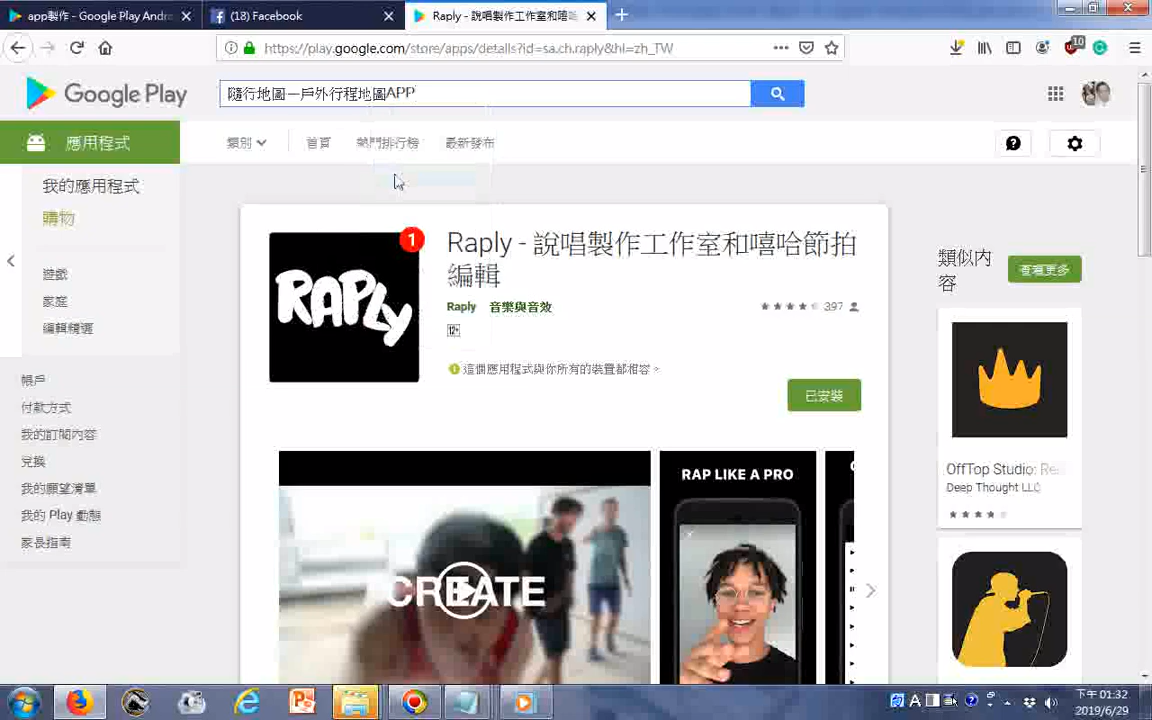 app製作 - Google Play Andro
(18) Facebook
Raply - 說唱製作工作室和嘻哈
https://play.google.com/store/apps/details?id=sa.ch.raply&hl=zh_TW
10
Google Play
隨行地圖—戶外行程地圖APP
應用程式
類別
首頁
熱門排行榜
最新發布
我的應用程式
購物
遊戲
家庭
編輯精選
帳戶
付款方式
我的訂閱內容
兌換
我的願望清單
我的 Play 動態
家長指南
1
RAPLY
Raply - 說唱製作工作室和嘻哈節拍
編輯
Raply 音樂與音效
397
12+
這個應用程式與你所有的裝置都相容。
已安裝
CREATE
RAP LIKE A PRO
類似內
容
查看更多
OffTop Studio: Re
Deep Thought LLC
下午 01:32
2019/6/29